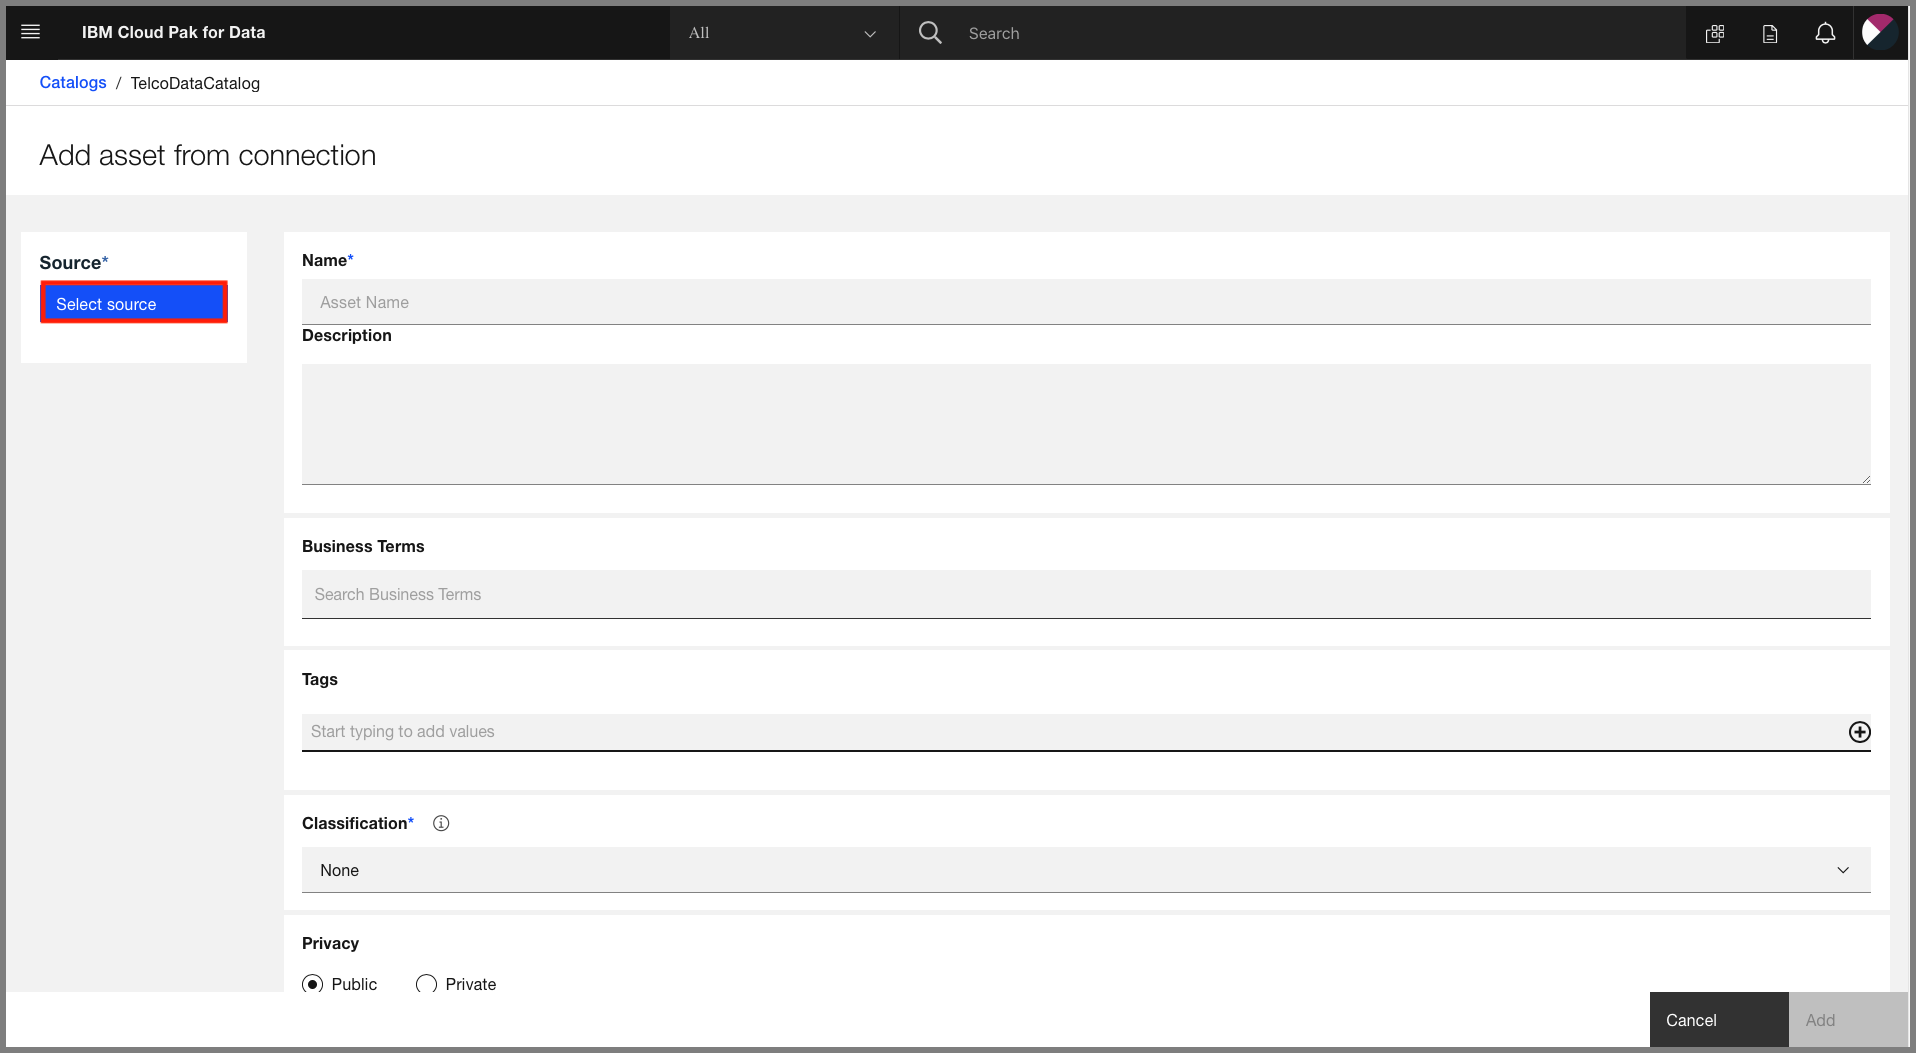 IBM Cloud Pak for Data
All
Search
Catalogs / TelcoDataCatalog
Add asset from connection
Source*
Select source
Name*
Asset Name
Description
Business Terms
Search Business Terms
Tags
Start typing to add values
Classification*
None
Privacy
Public Private
Cancel
Add